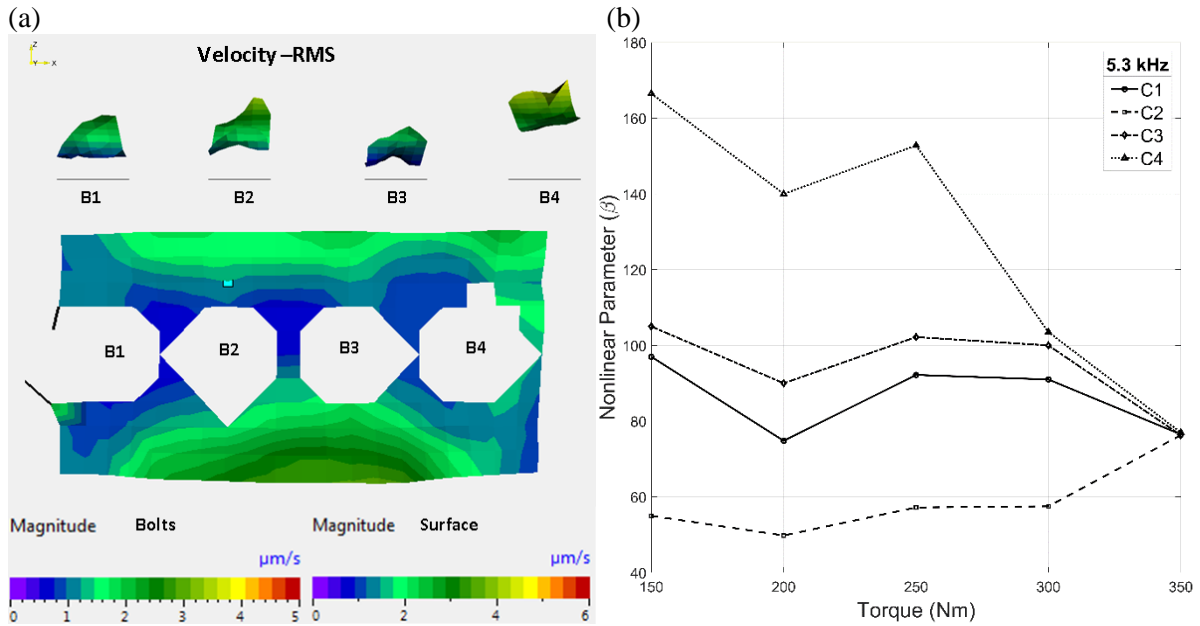 (a)
Velocity –RMS
Z
Y X
B1 B2 B3 B4
B1 B2 B3 B4
Magnitude Bolts Magnitude Surface
μm/s μm/s
0 1 2 3 4 5 0 2 4 6
(b)
180
160
140
120
100
80
60
40
Nonlinear Parameter (β)
150 200 250 300 350
Torque (Nm)
5.3 kHz
C1
C2
C3
C4